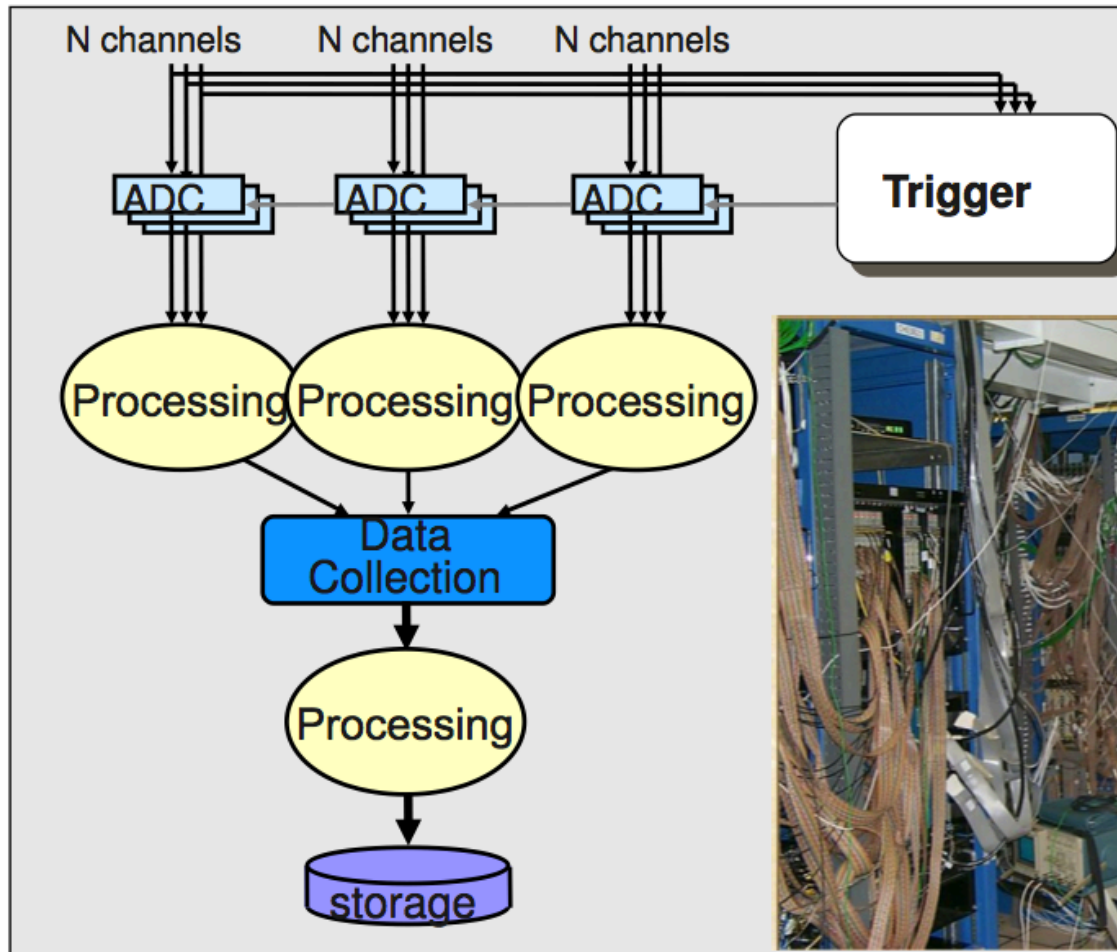 N channels
N channels
N channels
ADC
ADC
ADC
Trigger
Processing
Processing
Processing
Data
Collection
Processing
storage